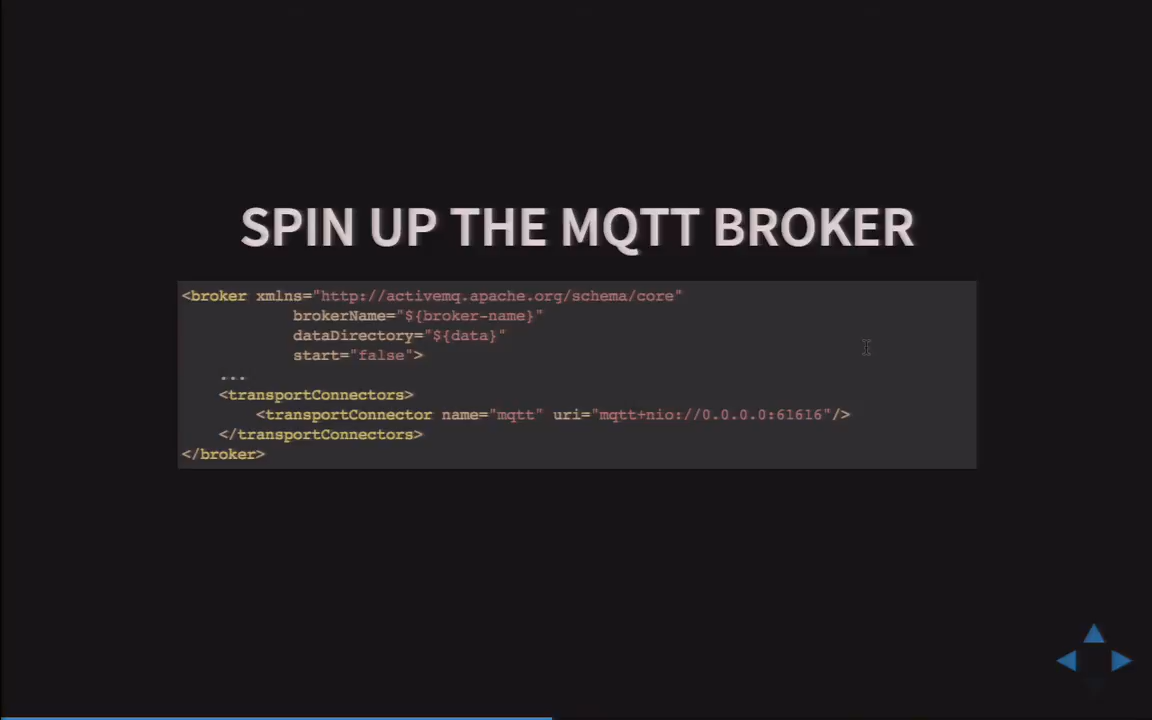 SPIN UP THE MQTT BROKER
<broker xmlns="http://activemq.apache.org/schema/core"
brokerName="${broker-name}"
dataDirectory="${data}"
start="false">
...
<transportConnectors>
<transportConnector name="mqtt" uri="mqtt+nio://0.0.0.0:61616"/>
</transportConnectors>
</broker>